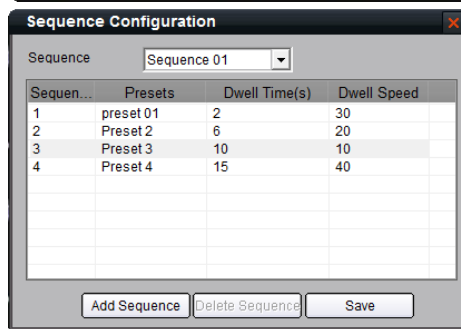 Sequence Configuration
Sequence Sequence 01
Sequen... Presets Dwell Time(s) Dwell Speed
1 preset 01 2 30
2 Preset 2 6 20
3 Preset 3 10 10
4 Preset 4 15 40
Add Sequence Delete Sequence Save